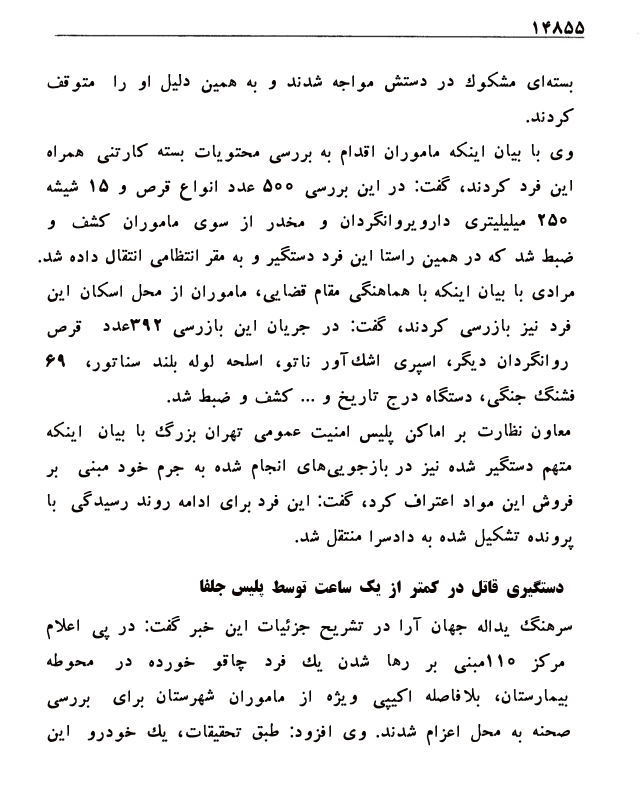 ۱۴۸۵۵
بسته‌ای مشکوك در دستش مواجه شدند و به همین دلیل او را متوقف
کردند.
وی با بیان اینکه ماموران اقدام به بررسی محتویات بسته کارتنی همراه
این فرد کردند، گفت: در این بررسی ۵۰۰ عدد انواع قرص و ۱۵ شیشه
۲۵۰ میلیلیتری دارویروانگردان و مخدر از سوی ماموران کشف و
ضبط شد که در همین راستا این فرد دستگیر و به مقر انتظامی انتقال داده شد.
مرادی با بیان اینکه با هماهنگی مقام قضایی، ماموران از محل اسکان این
فرد نیز بازرسی کردند، گفت: در جریان این بازرسی ۳۹۲عدد قرص
روانگردان دیگر، اسپری اشك‌آور ناتو، اسلحه لوله بلند سناتور، ۶۹
فشنگ جنگی، دستگاه درج تاریخ و ... کشف و ضبط شد.
معاون نظارت بر اماکن پلیس امنیت عمومی تهران بزرگ با بیان اینکه
متهم دستگیر شده نیز در بازجویی‌های انجام شده به جرم خود مبنی بر
فروش این مواد اعتراف کرد، گفت: این فرد برای ادامه روند رسیدگی با
پرونده تشکیل شده به دادسرا منتقل شد.
دستگیری قاتل در کمتر از یک ساعت توسط پلیس جلفا
سرهنگ یداله جهان آرا در تشریح جزئیات این خبر گفت: در پی اعلام
مرکز ۱۱۰مبنی بر رها شدن یك فرد چاقو خورده در محوطه
بیمارستان، بلافاصله اکیپی ویژه از ماموران شهرستان برای بررسی
صحنه به محل اعزام شدند. وی افزود: طبق تحقیقات، یك خودرو این